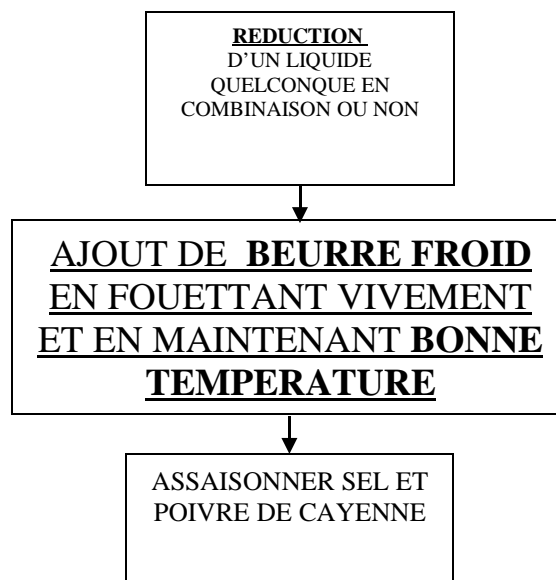 REDUCTION
D’UN LIQUIDE
QUELCONQUE EN
COMBINAISON OU NON
AJOUT DE BEURRE FROID
EN FOUETTANT VIVEMENT
ET EN MAINTENANT BONNE
TEMPERATURE
ASSAISONNER SEL ET
POIVRE DE CAYENNE